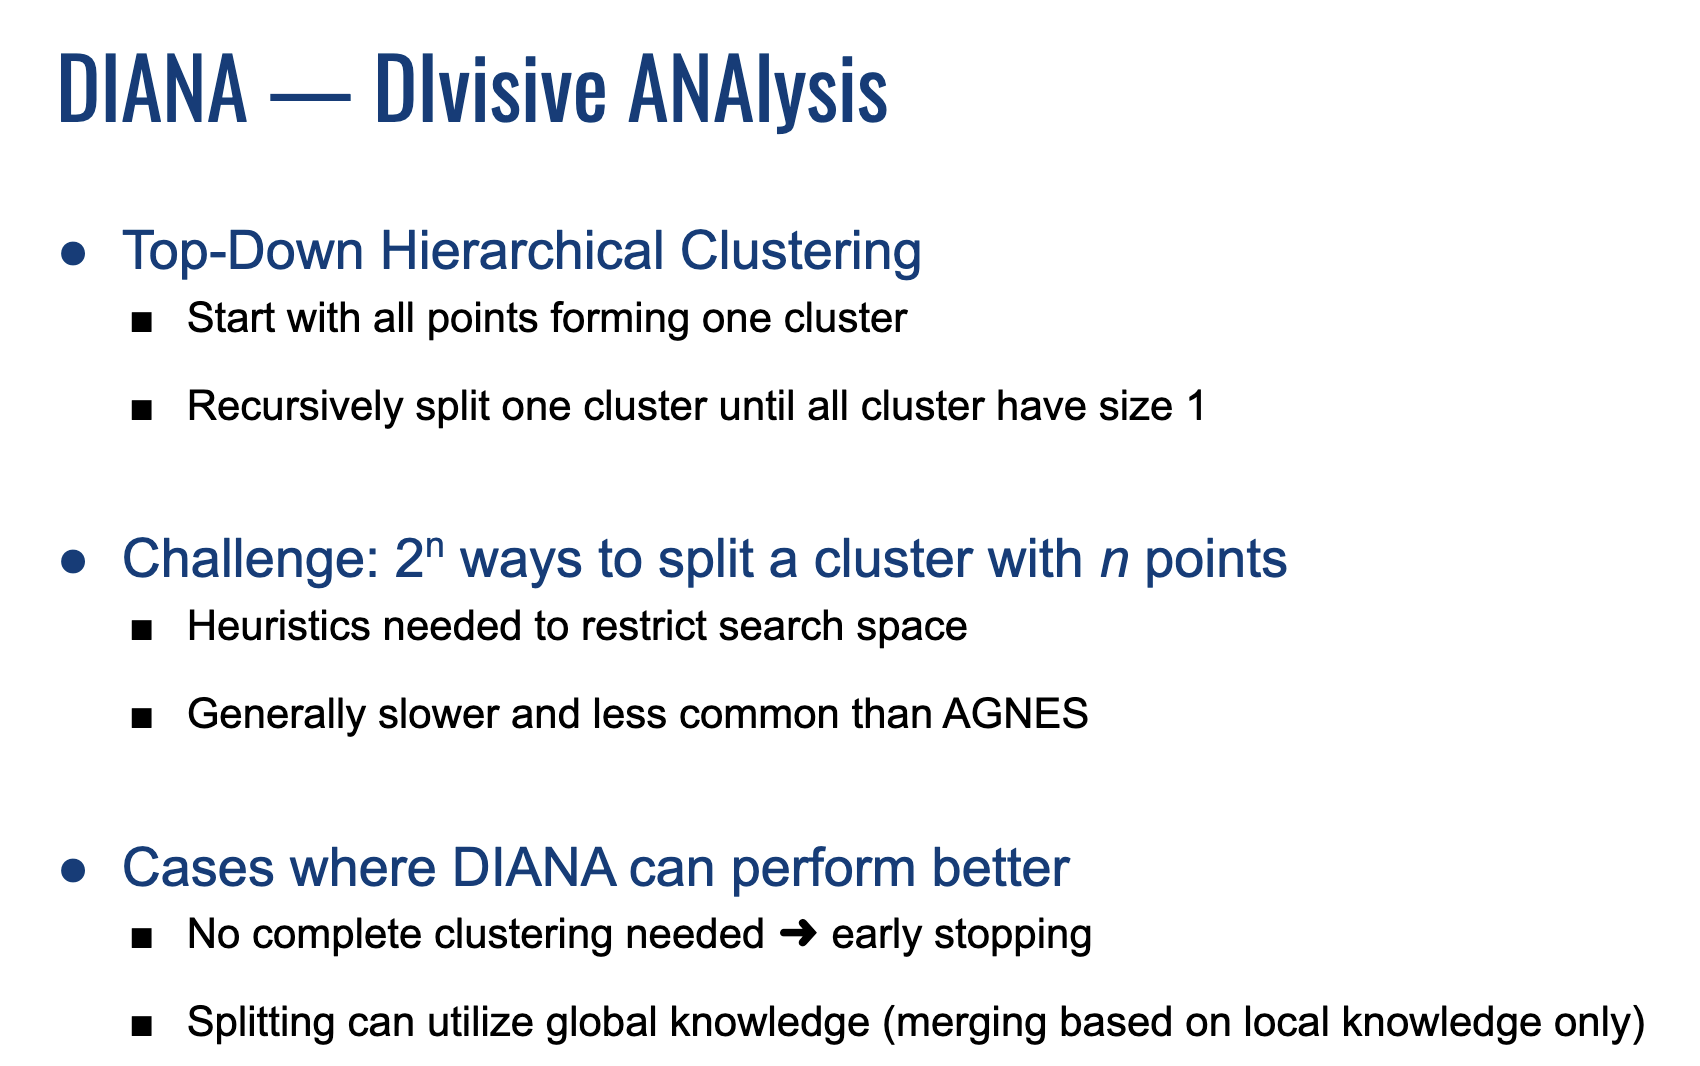 DIANA — DIvisive ANAlysis
● Top-Down Hierarchical Clustering
■ Start with all points forming one cluster
■ Recursively split one cluster until all cluster have size 1
● Challenge: 2ⁿ ways to split a cluster with n points
■ Heuristics needed to restrict search space
■ Generally slower and less common than AGNES
● Cases where DIANA can perform better
■ No complete clustering needed ➜ early stopping
■ Splitting can utilize global knowledge (merging based on local knowledge only)